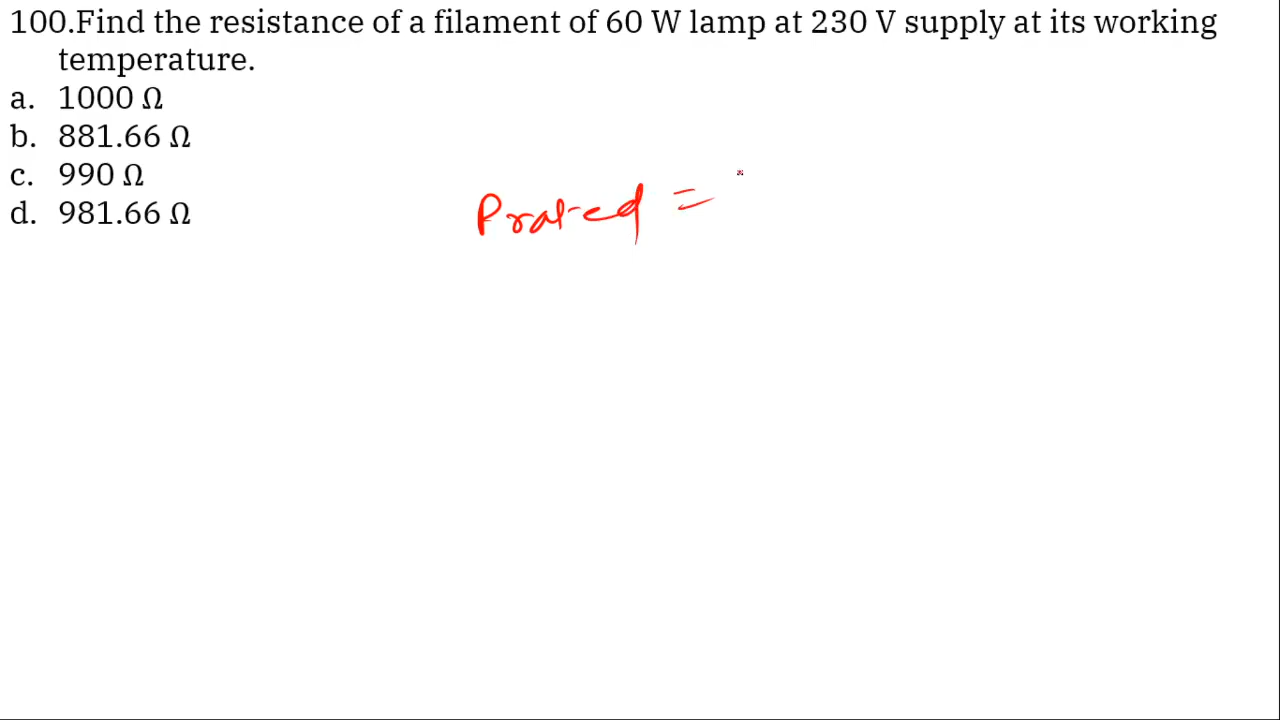 100.Find the resistance of a filament of 60 W lamp at 230 V supply at its working
temperature.
a. 1000 Ω
b. 881.66 Ω
c. 990 Ω
d. 981.66 Ω
Prated =